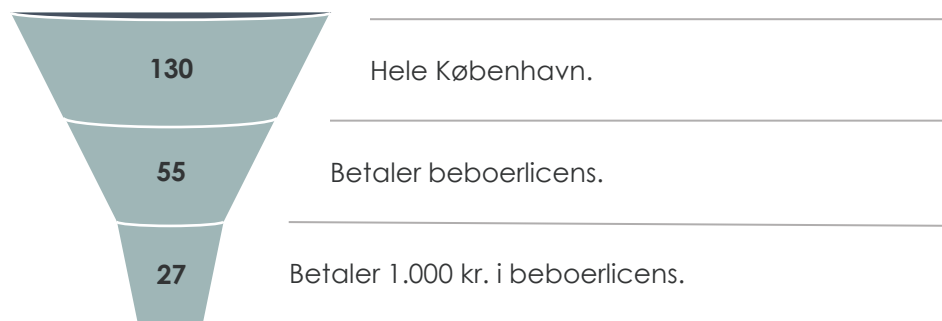 130
Hele København.
55
Betaler beboerlicens.
27
Betaler 1.000 kr. i beboerlicens.